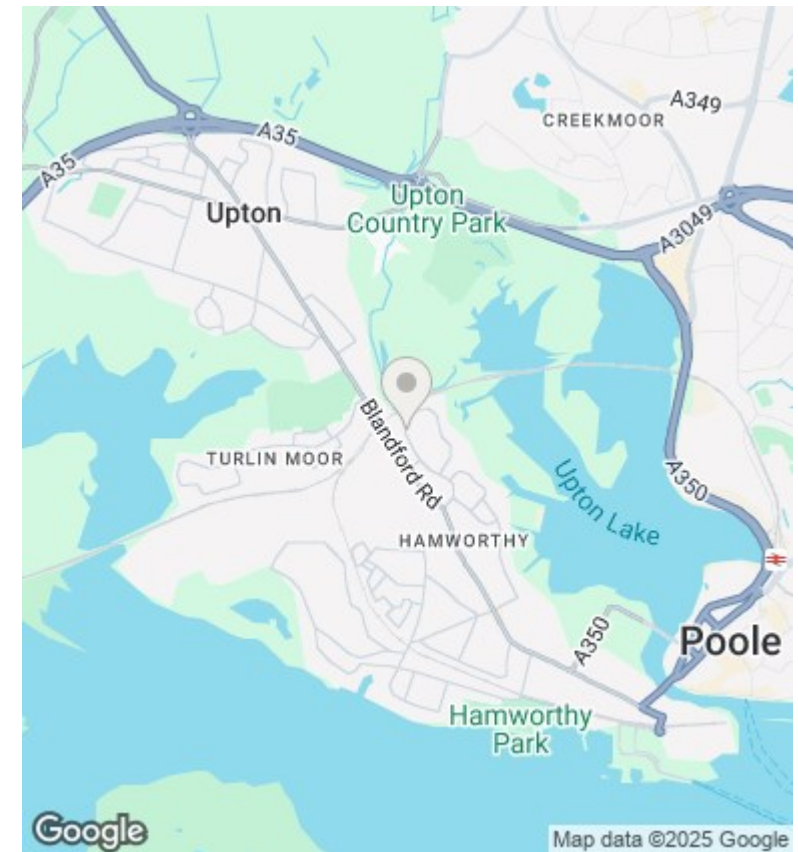 A349
CREEKMOOR
A35
A35
Upton
Country Park
Upton
A3049
Blandford Rd
TURLIN MOOR
A350
Upton Lake
HAMWORTHY
A350
Poole
Hamworthy
Park
Google
Map data ©2025 Google